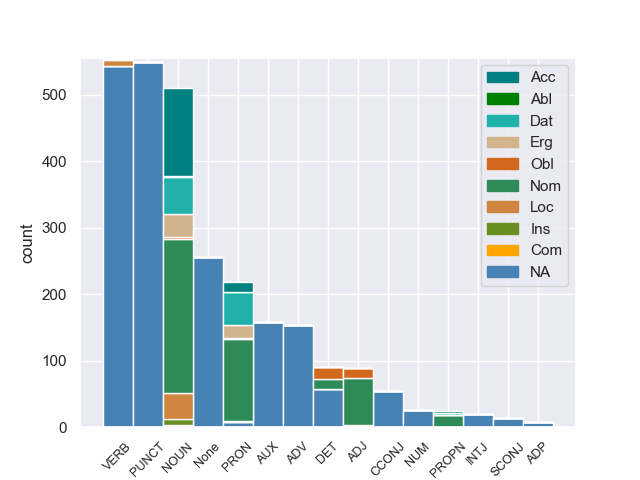 500
400
300
200
100
0
count
Acc
Abl
Dat
Erg
Obl
Nom
Loc
Ins
Com
NA
VERB
PUNCT
NOUN
None
PRON
AUX
ADV
DET
ADJ
CCONJ
NUM
PROPN
INTJ
SCONJ
ADP